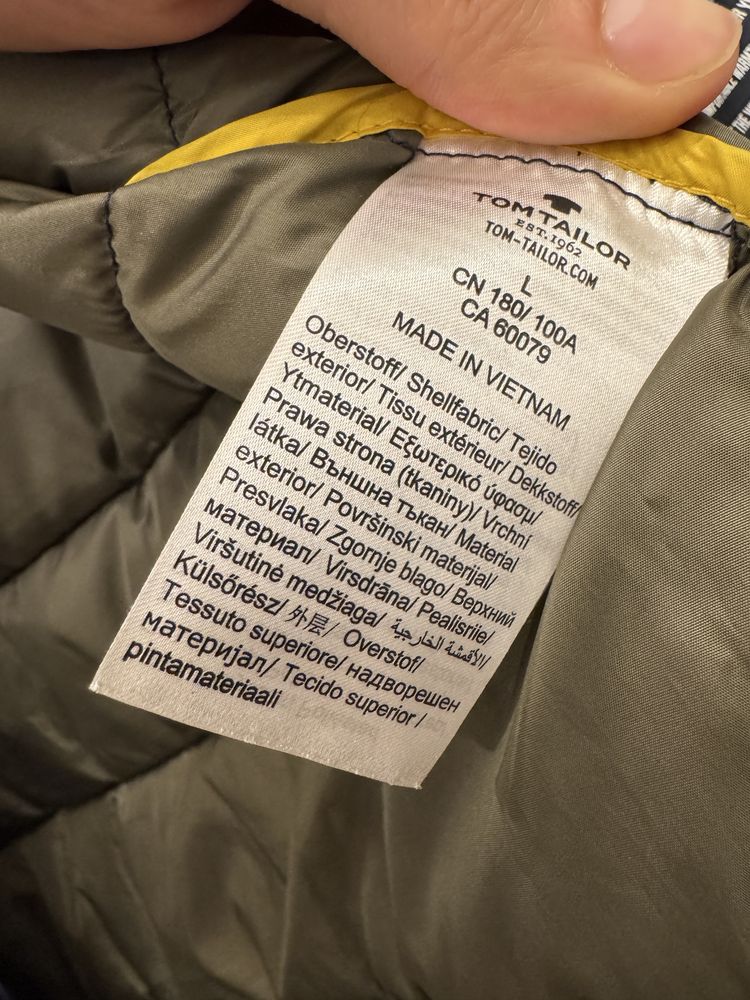 TOM TAILOR
EST. 1962
TOM-TAILOR.COM
L
CN 180/ 100A
CA 60079
MADE IN VIETNAM
Oberstoff/ Shellfabric/ Tejido
exterior/ Tissu extérieur/ Dekkstoff/
Ytmaterial/ Εξωτερικό ύφασμ/
Prawa strona (tkaniny)/ Vrchní
látka/ Външна тъкан/ Material
exterior/ Površinski materijal/
Presvlaka/ Zgornje blago/ Верхний
материал/ Virsdrāna/ Pealisriie/
Viršutinė medžiaga/ الأقمشة الخارجية/
Külsőrész/ 外层/ Overstof/
Tessuto superiore/ надворешен
материјал/ Tecido superior/
pintamateriaali